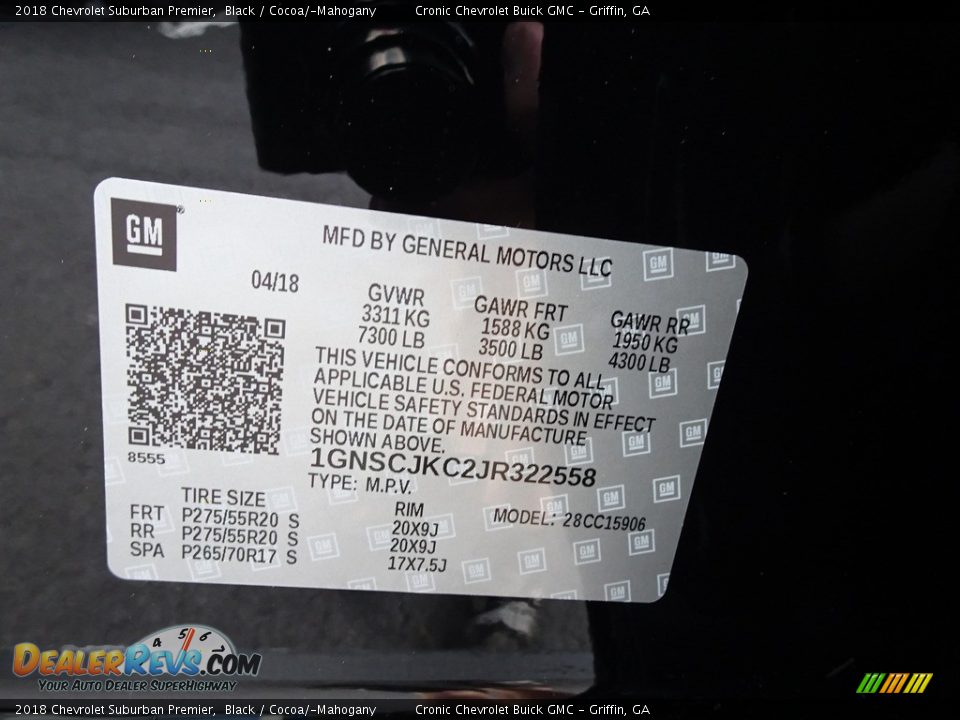 2018 Chevrolet Suburban Premier,  Black / Cocoa/-Mahogany        Cronic Chevrolet Buick GMC - Griffin, GA
GM
MFD BY GENERAL MOTORS LLC
04/18
GVWR GAWR FRT GAWR RR
3311 KG 1588 KG 1950 KG
7300 LB 3500 LB 4300 LB
THIS VEHICLE CONFORMS TO ALL
APPLICABLE U.S. FEDERAL MOTOR
VEHICLE SAFETY STANDARDS IN EFFECT
ON THE DATE OF MANUFACTURE
SHOWN ABOVE.
8555
1GNSCJKC2JR322558
TYPE: M.P.V.
TIRE SIZE RIM MODEL: 28CC15906
FRT P275/55R20 S 20X9J
RR P275/55R20 S 20X9J
SPA P265/70R17 S 17X7.5J
4 5 6
DEALERREVS.COM
YOUR AUTO DEALER SUPERHIGHWAY
2018 Chevrolet Suburban Premier,  Black / Cocoa/-Mahogany        Cronic Chevrolet Buick GMC - Griffin, GA